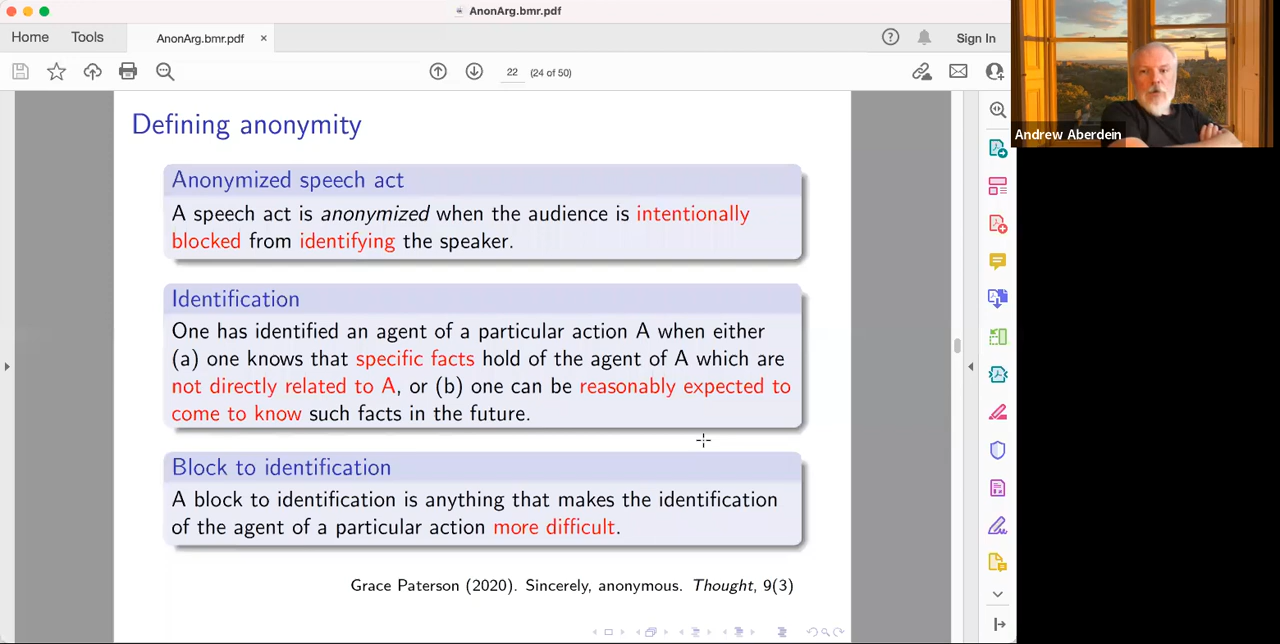 AnonArg.bmr.pdf
Home Tools AnonArg.bmr.pdf × Sign In
22 (24 of 50)
Andrew Aberdein
Defining anonymity
Anonymized speech act
A speech act is anonymized when the audience is intentionally
blocked from identifying the speaker.
Identification
One has identified an agent of a particular action A when either
(a) one knows that specific facts hold of the agent of A which are
not directly related to A, or (b) one can be reasonably expected to
come to know such facts in the future.
Block to identification
A block to identification is anything that makes the identification
of the agent of a particular action more difficult.
Grace Paterson (2020). Sincerely, anonymous. Thought, 9(3)